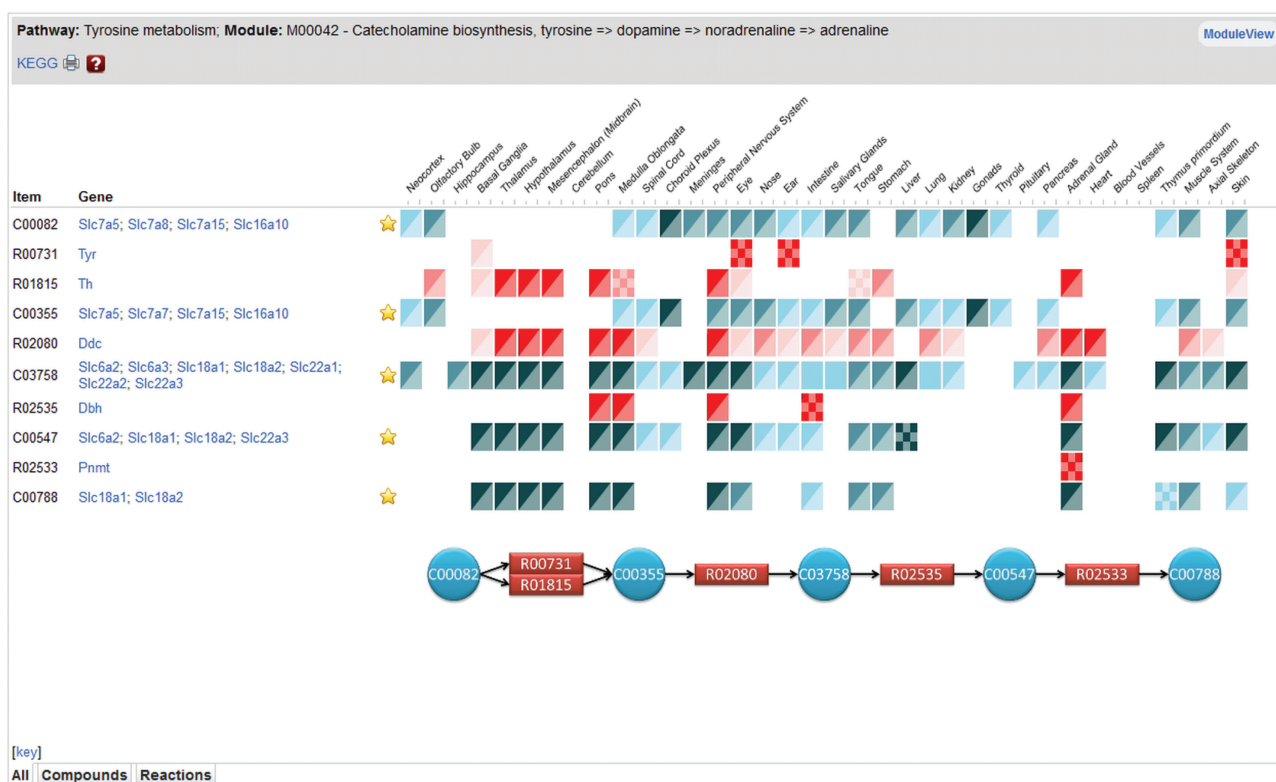 Pathway: Tyrosine metabolism; Module: M00042 - Catecholamine biosynthesis, tyrosine => dopamine => noradrenaline => adrenaline
ModuleView
KEGG ?
Neocortex
Olfactory Bulb
Hippocampus
Basal Ganglia
Thalamus
Hypothalamus
Mesencephalon (Midbrain)
Cerebellum
Pons
Medulla Oblongata
Spinal Cord
Choroid Plexus
Meninges
Peripheral Nervous System
Eye
Nose
Ear
Intestine
Salivary Glands
Tongue
Stomach
Liver
Lung
Kidney
Gonads
Thyroid
Pituitary
Pancreas
Adrenal Gland
Heart
Blood Vessels
Spleen
Thymus primordium
Muscle System
Axial Skeleton
Skin
Item Gene
C00082 Slc7a5; Slc7a8; Slc7a15; Slc16a10
R00731 Tyr
R01815 Th
C00355 Slc7a5; Slc7a7; Slc7a15; Slc16a10
R02080 Ddc
C03758 Slc6a2; Slc6a3; Slc18a1; Slc18a2; Slc22a1;
Slc22a2; Slc22a3
R02535 Dbh
C00547 Slc6a2; Slc18a1; Slc18a2; Slc22a3
R02533 Pnmt
C00788 Slc18a1; Slc18a2
R00731
C00082 C00355 R02080 C03758 R02535 C00547 R02533 C00788
R01815
[key]
All Compounds Reactions